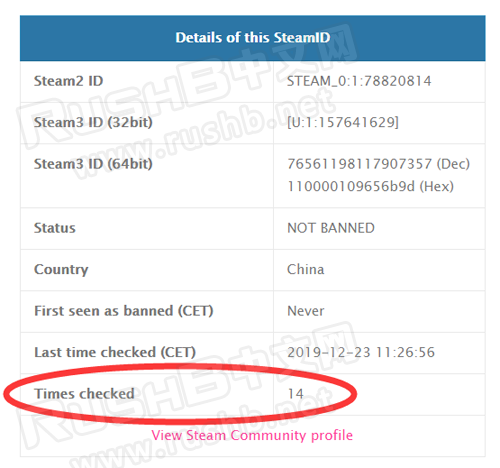 Details of this SteamID
Steam2 ID STEAM_0:1:78820814
Steam3 ID (32bit) [U:1:157641629]
Steam3 ID (64bit) 76561198117907357 (Dec)
110000109656b9d (Hex)
Status NOT BANNED
Country China
First seen as banned (CET) Never
Last time checked (CET) 2019-12-23 11:26:56
Times checked 14
View Steam Community profile
RUSHB中文网
www.rushb.net
RUSHB中文网
www.rushb.net